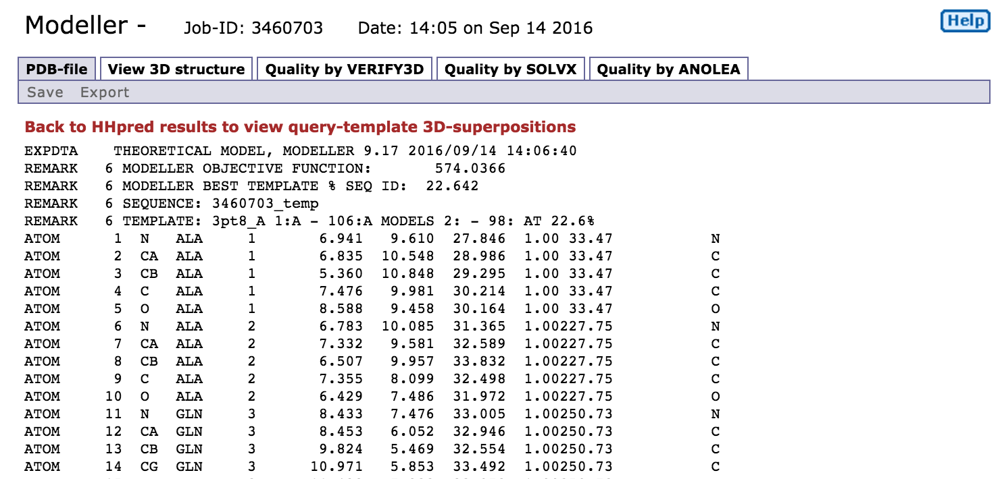 Modeller - Job-ID: 3460703 Date: 14:05 on Sep 14 2016 Help
PDB-file View 3D structure Quality by VERIFY3D Quality by SOLVX Quality by ANOLEA
Save Export
Back to HHpred results to view query-template 3D-superpositions
EXPDTA    THEORETICAL MODEL, MODELLER 9.17 2016/09/14 14:06:40
REMARK   6 MODELLER OBJECTIVE FUNCTION:       574.0366
REMARK   6 MODELLER BEST TEMPLATE % SEQ ID:  22.642
REMARK   6 SEQUENCE: 3460703_temp
REMARK   6 TEMPLATE: 3pt8_A 1:A - 106:A MODELS 2: - 98: AT 22.6%
ATOM      1  N   ALA     1       6.941   9.610  27.846  1.00 33.47           N
ATOM      2  CA  ALA     1       6.835  10.548  28.986  1.00 33.47           C
ATOM      3  CB  ALA     1       5.360  10.848  29.295  1.00 33.47           C
ATOM      4  C   ALA     1       7.476   9.981  30.214  1.00 33.47           C
ATOM      5  O   ALA     1       8.588   9.458  30.164  1.00 33.47           O
ATOM      6  N   ALA     2       6.783  10.085  31.365  1.00227.75           N
ATOM      7  CA  ALA     2       7.332   9.581  32.589  1.00227.75           C
ATOM      8  CB  ALA     2       6.507   9.957  33.832  1.00227.75           C
ATOM      9  C   ALA     2       7.355   8.099  32.498  1.00227.75           C
ATOM     10  O   ALA     2       6.429   7.486  31.972  1.00227.75           O
ATOM     11  N   GLN     3       8.433   7.476  33.005  1.00250.73           N
ATOM     12  CA  GLN     3       8.453   6.052  32.946  1.00250.73           C
ATOM     13  CB  GLN     3       9.824   5.469  32.554  1.00250.73           C
ATOM     14  CG  GLN     3      10.971   5.853  33.492  1.00250.73           C